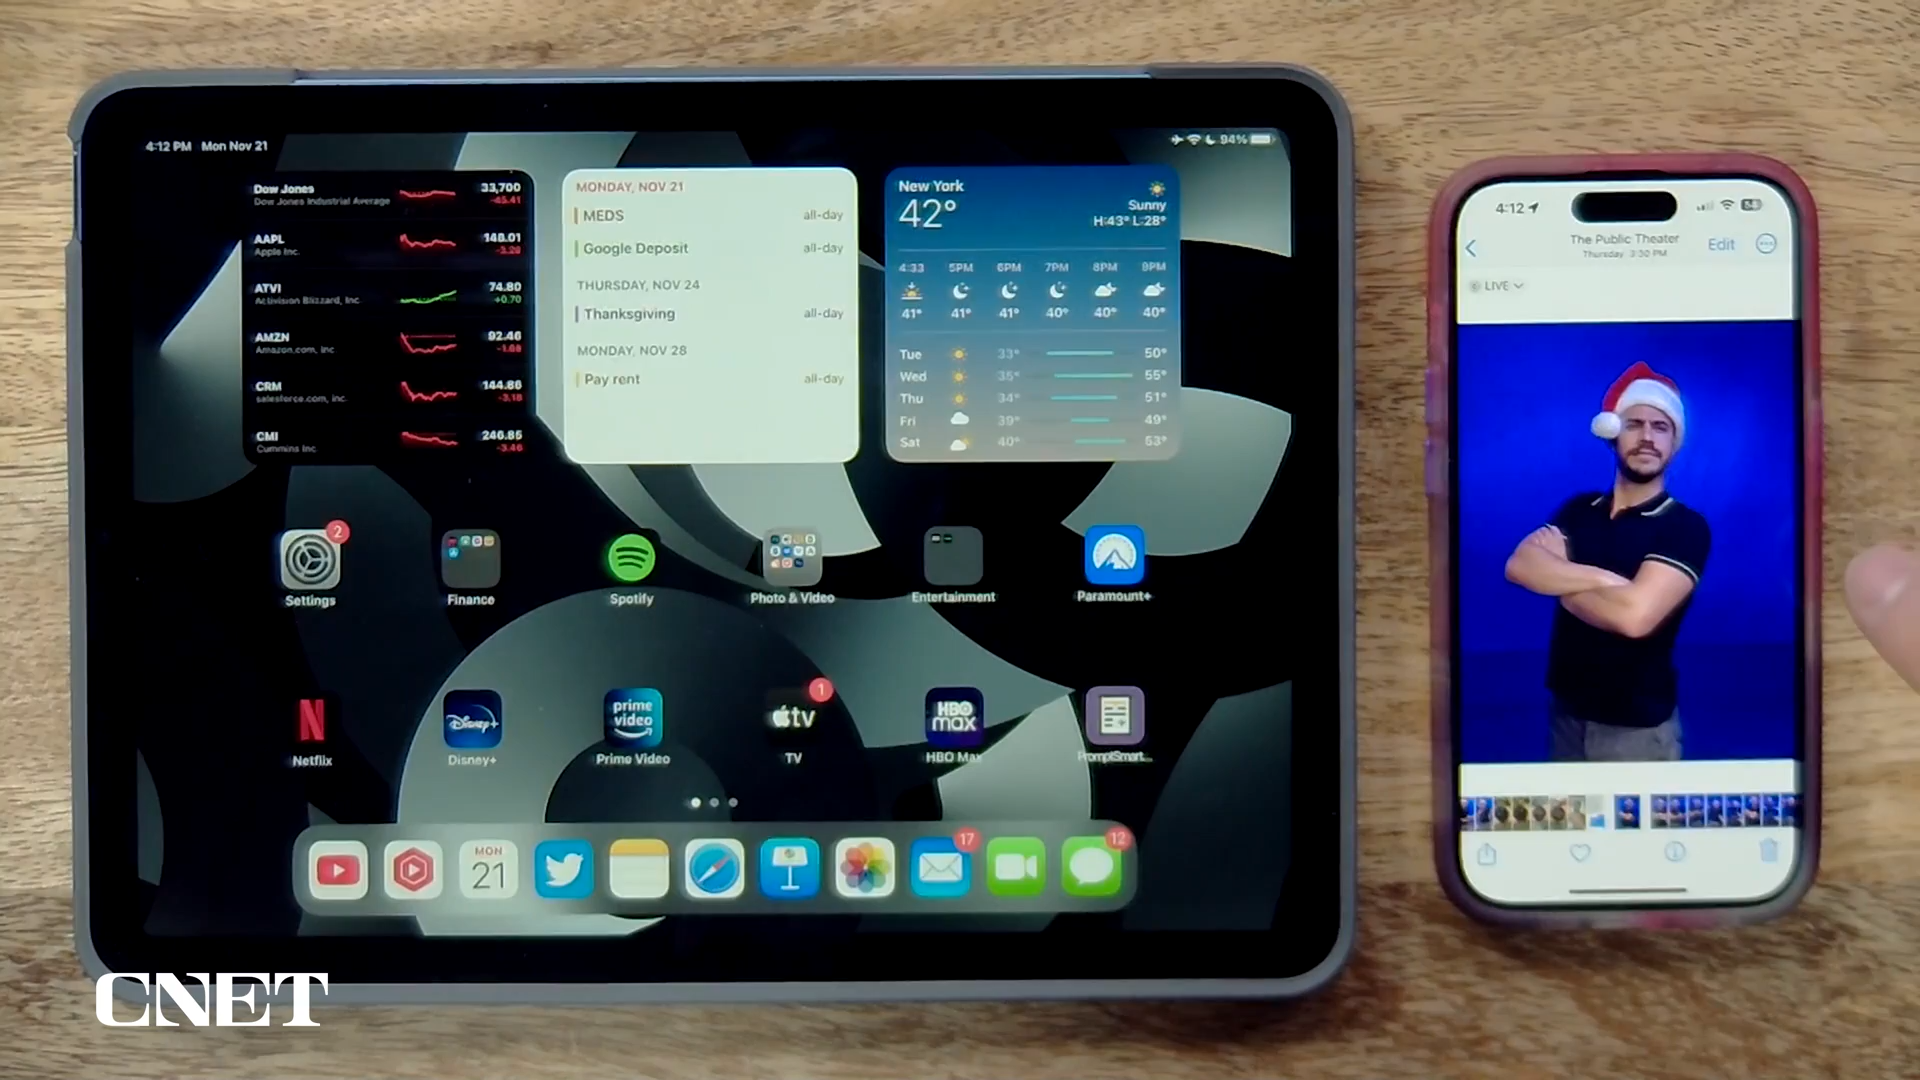 4:12 PM Mon Nov 21
94%
Dow Jones 33,700
Dow Jones Industrial Average -45.41
AAPL 148.01
Apple Inc. -3.28
ATVI 74.80
Activision Blizzard, Inc. +0.70
AMZN 92.46
Amazon.com, Inc. -1.68
CRM 144.86
salesforce.com, inc. -3.18
CMI 246.85
Cummins Inc. -3.46
MONDAY, NOV 21
MEDS all-day
Google Deposit all-day
THURSDAY, NOV 24
Thanksgiving all-day
MONDAY, NOV 28
Pay rent all-day
New York
42°
Sunny
H:43° L:28°
4:33 5PM 6PM 7PM 8PM 9PM
41° 41° 41° 40° 40° 40°
Tue 33° 50°
Wed 35° 55°
Thu 34° 51°
Fri 39° 49°
Sat 40° 53°
2
Settings Finance Spotify Photo & Video Entertainment Paramount+
N Disney+ prime video tv 1 HBO max
Netflix Disney+ Prime Video TV HBO Max PromptSmart...
MON
21
17
12
4:12
The Public Theater
Thursday 3:30 PM
Edit
LIVE
CNET